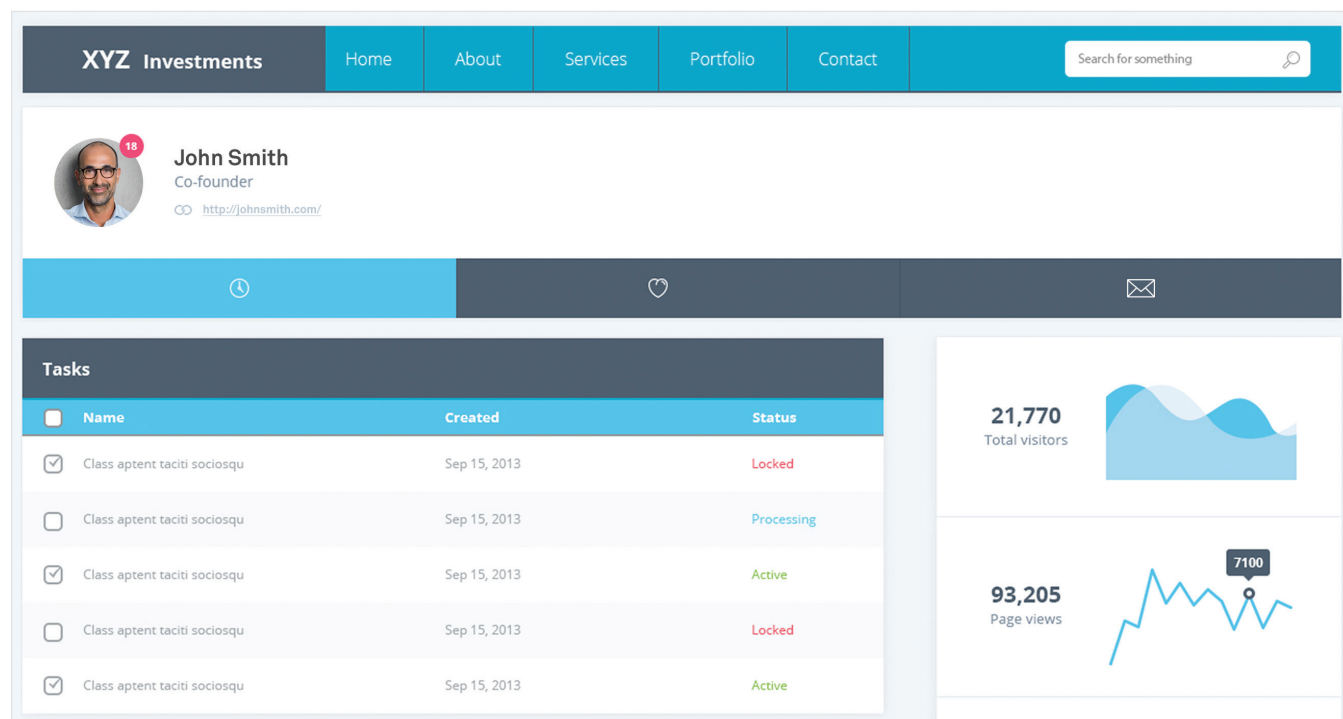 XYZ Investments
Home
About
Services
Portfolio
Contact
Search for something
18
John Smith
Co-founder
http://johnsmith.com/
Tasks
Name Created Status
Class aptent taciti sociosqu Sep 15, 2013 Locked
Class aptent taciti sociosqu Sep 15, 2013 Processing
Class aptent taciti sociosqu Sep 15, 2013 Active
Class aptent taciti sociosqu Sep 15, 2013 Locked
Class aptent taciti sociosqu Sep 15, 2013 Active
21,770
Total visitors
7100
93,205
Page views